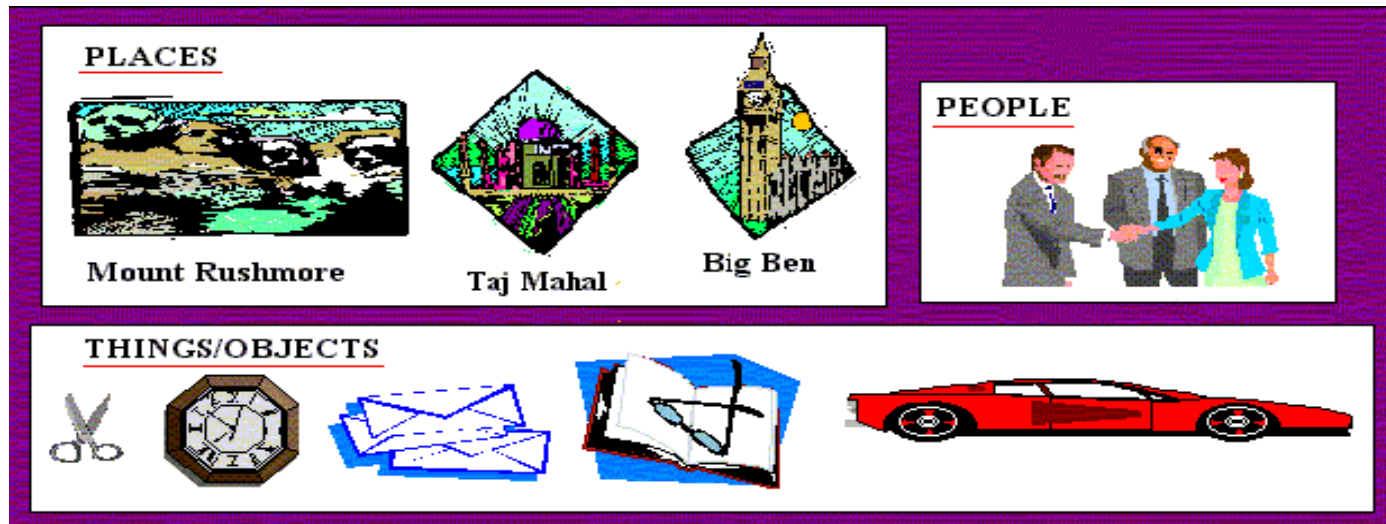 PLACES
Mount Rushmore
Taj Mahal
Big Ben
PEOPLE
THINGS/OBJECTS